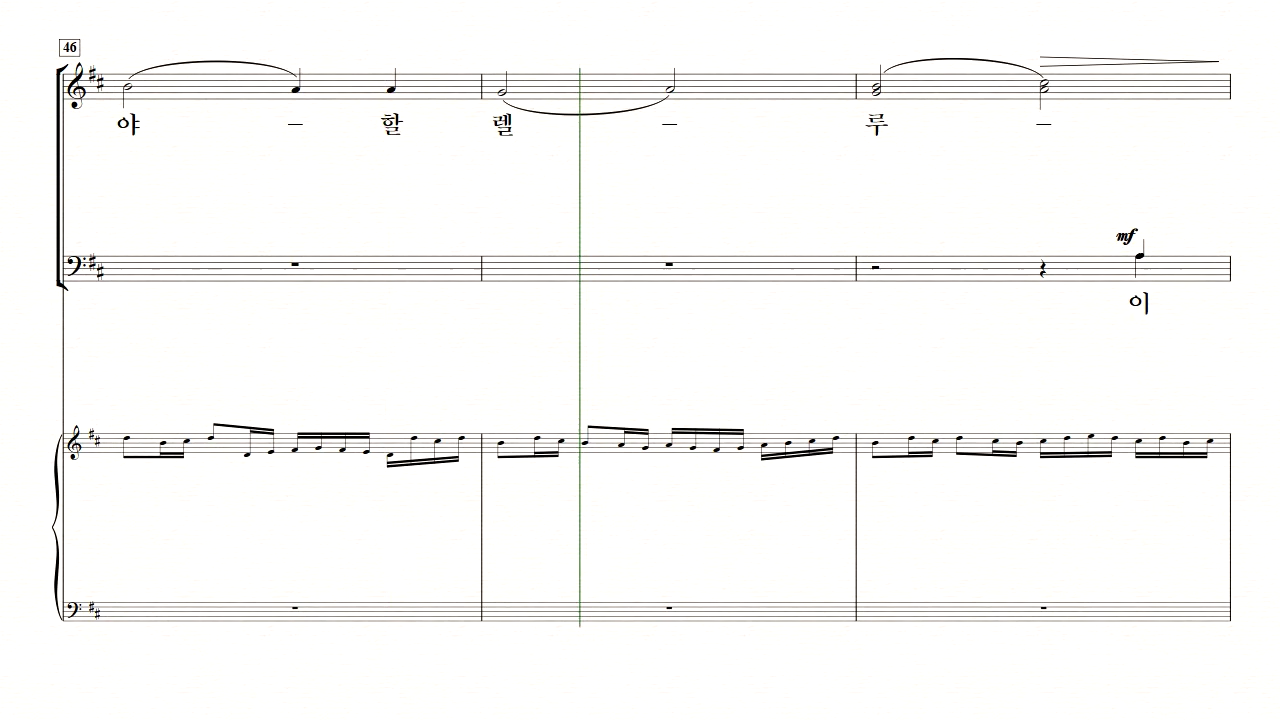 46
야 – 할 렐 – 루 –
mf
이